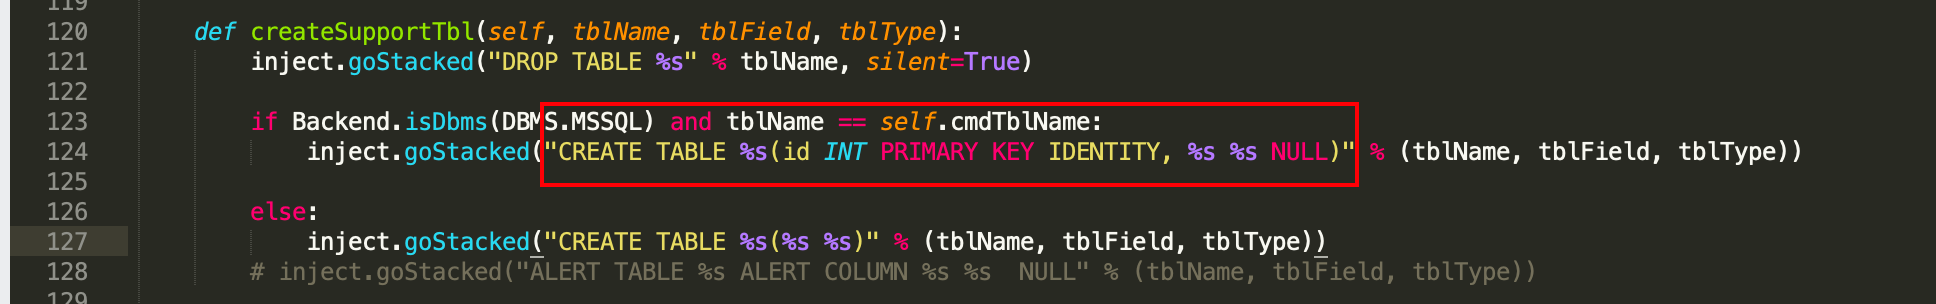 119
120 def createSupportTbl(self, tblName, tblField, tblType):
121 inject.goStacked("DROP TABLE %s" % tblName, silent=True)
122
123 if Backend.isDbms(DBMS.MSSQL) and tblName == self.cmdTblName:
124 inject.goStacked("CREATE TABLE %s(id INT PRIMARY KEY IDENTITY, %s %s NULL)" % (tblName, tblField, tblType))
125
126 else:
127 inject.goStacked("CREATE TABLE %s(%s %s)" % (tblName, tblField, tblType))
128 # inject.goStacked("ALERT TABLE %s ALERT COLUMN %s %s  NULL" % (tblName, tblField, tblType))
129